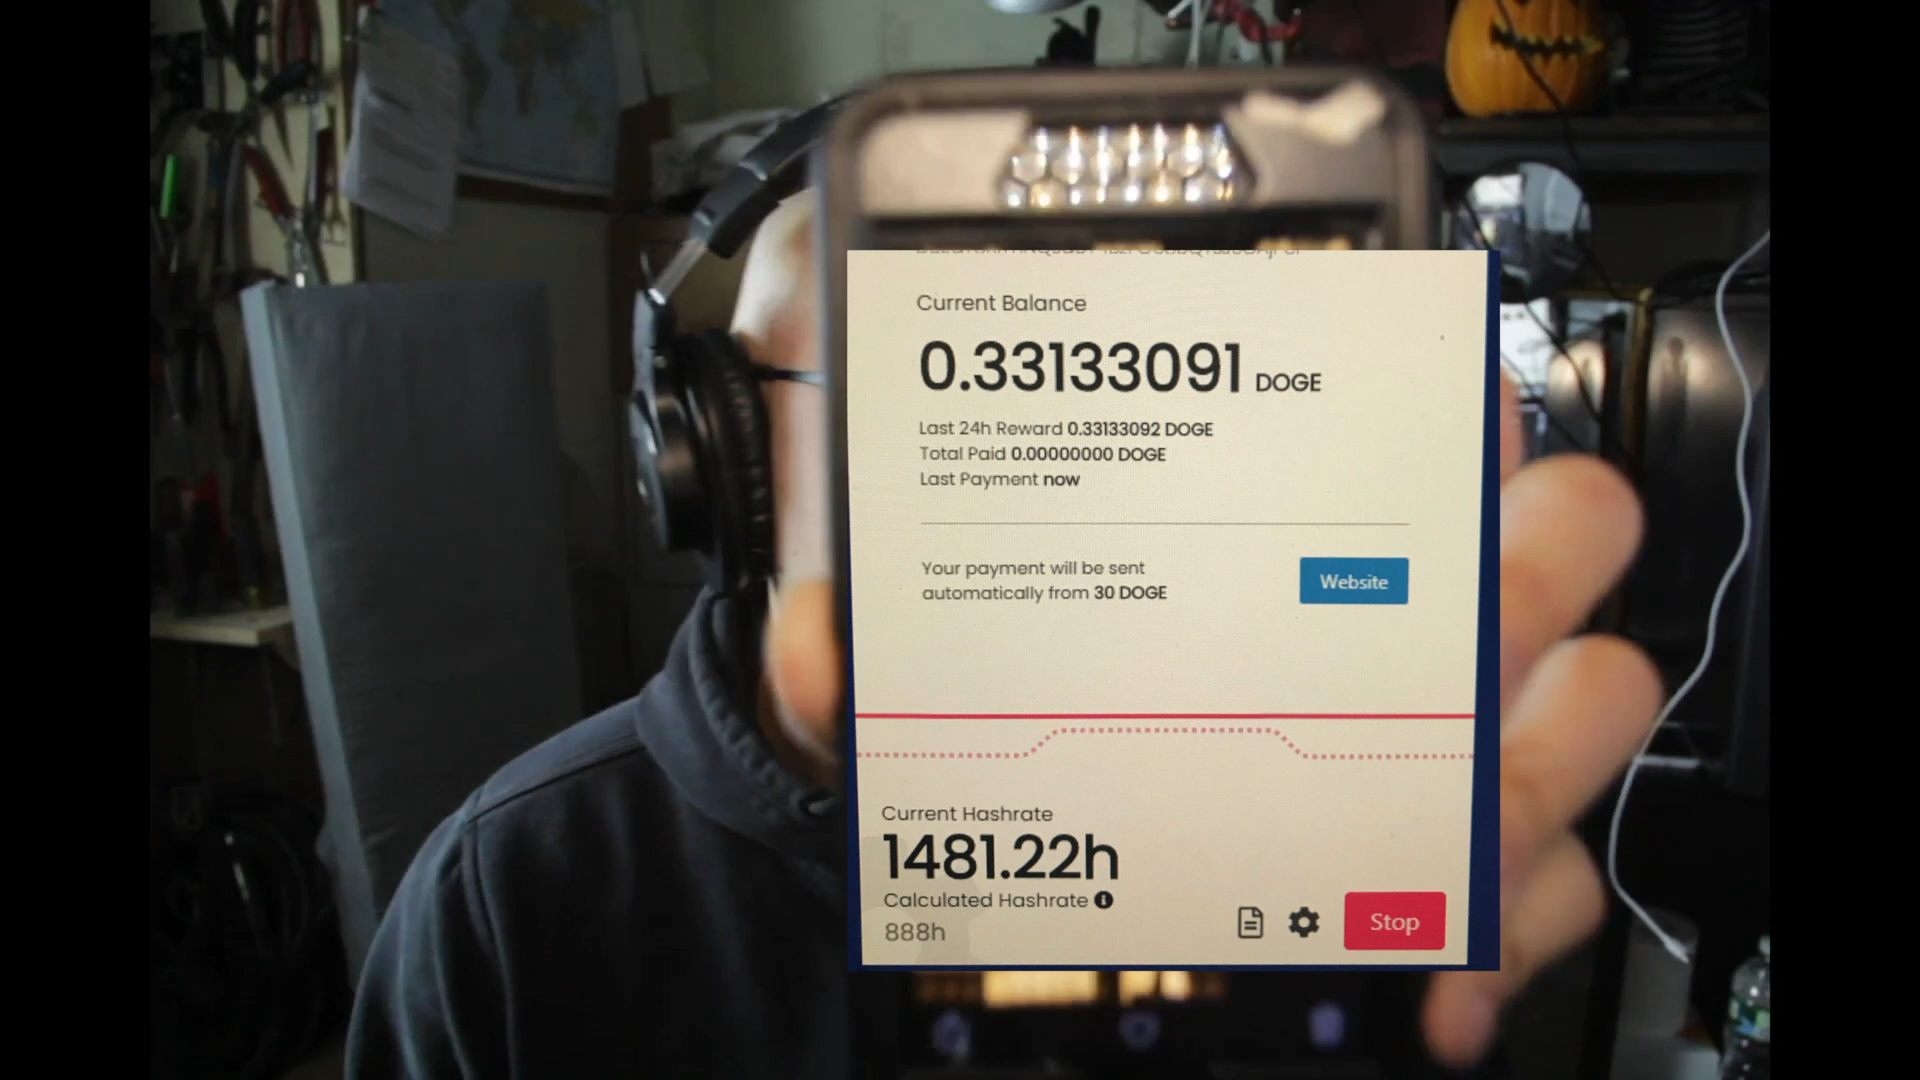 Current Balance
0.33133091 DOGE
Last 24h Reward 0.33133092 DOGE
Total Paid 0.00000000 DOGE
Last Payment now
Your payment will be sent
automatically from 30 DOGE
Website
Current Hashrate
1481.22h
Calculated Hashrate
888h
Stop